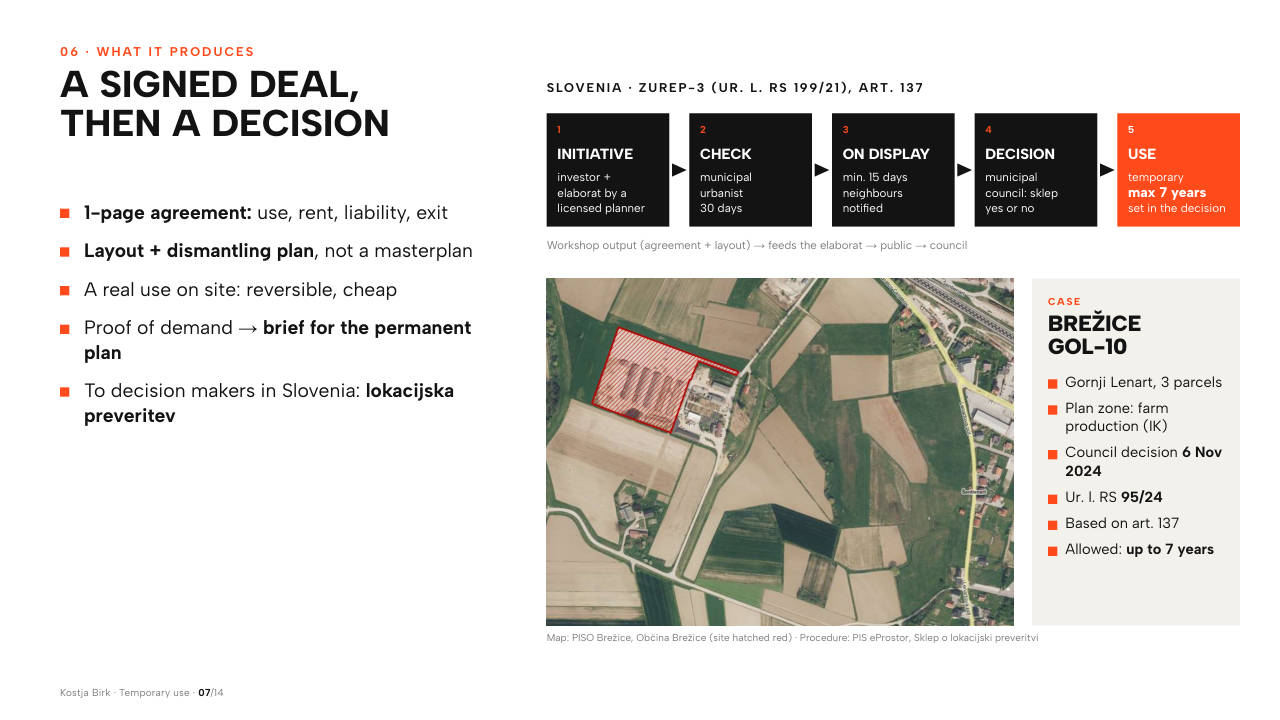 06 · WHAT IT PRODUCES
A SIGNED DEAL,
THEN A DECISION
1-page agreement: use, rent, liability, exit
Layout + dismantling plan, not a masterplan
A real use on site: reversible, cheap
Proof of demand → brief for the permanent
plan
To decision makers in Slovenia: lokacijska
preveritev
SLOVENIA · ZUREP-3 (UR. L. RS 199/21), ART. 137
1
INITIATIVE
investor +
elaborat by a
licensed planner
2
CHECK
municipal
urbanist
30 days
3
ON DISPLAY
min. 15 days
neighbours
notified
4
DECISION
municipal
council: sklep
yes or no
5
USE
temporary
max 7 years
set in the decision
Workshop output (agreement + layout) → feeds the elaborat → public → council
CASE
BREŽICE
GOL-10
Gornji Lenart, 3 parcels
Plan zone: farm
production (IK)
Council decision 6 Nov
2024
Ur. l. RS 95/24
Based on art. 137
Allowed: up to 7 years
Map: PISO Brežice, Občina Brežice (site hatched red) · Procedure: PIS eProstor, Sklep o lokacijski preveritvi
Kostja Birk · Temporary use · 07/14